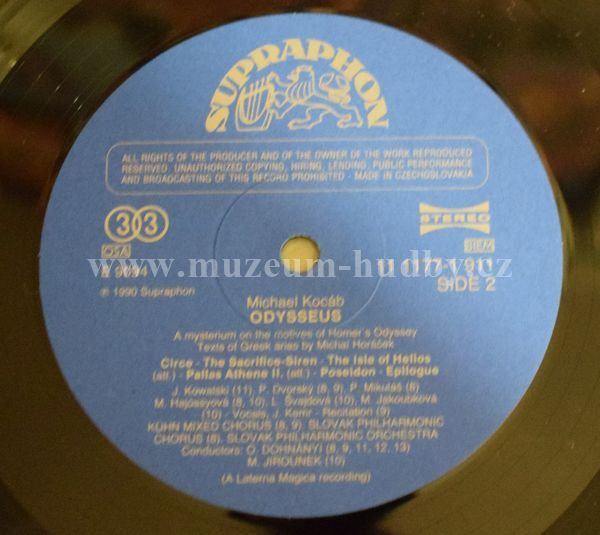 SUPRAPHON
ALL RIGHTS OF THE PRODUCER AND OF THE OWNER OF THE WORK REPRODUCED
RESERVED. UNAUTHORIZED COPYING, HIRING, LENDING, PUBLIC PERFORMANCE
AND BROADCASTING OF THIS RECORD PROHIBITED - MADE IN CZECHOSLOVAKIA
33
STEREO
OSA
BIEM
www.muzeum-hudby.cz
11 1177-1 911
SIDE 2
℗ 1990 Supraphon
Michael Kocáb
ODYSSEUS
A mysterium on the motives of Homer's Odyssey
Texts of Greek arias by Michal Horáček
Circe - The Sacrifice-Siren - The Isle of Helios
(att.) - Pallas Athene II. (att.) - Poseidon - Epilogue
J. Kowalski (11), P. Dvorský (8, 9), P. Mikuláš (8)
M. Hajóssyová (8, 10), L. Švajdová (10), M. Jakoubková
(10) - Vocals, J. Kemr - Recitation (9)
KÜHN MIXED CHORUS (8, 9), SLOVAK PHILHARMONIC
CHORUS (8), SLOVAK PHILHARMONIC ORCHESTRA
Conductors: O. DOHNÁNYI (8, 9, 11, 12, 13)
M. JIROUNEK (10)
(A Laterna Magica recording)